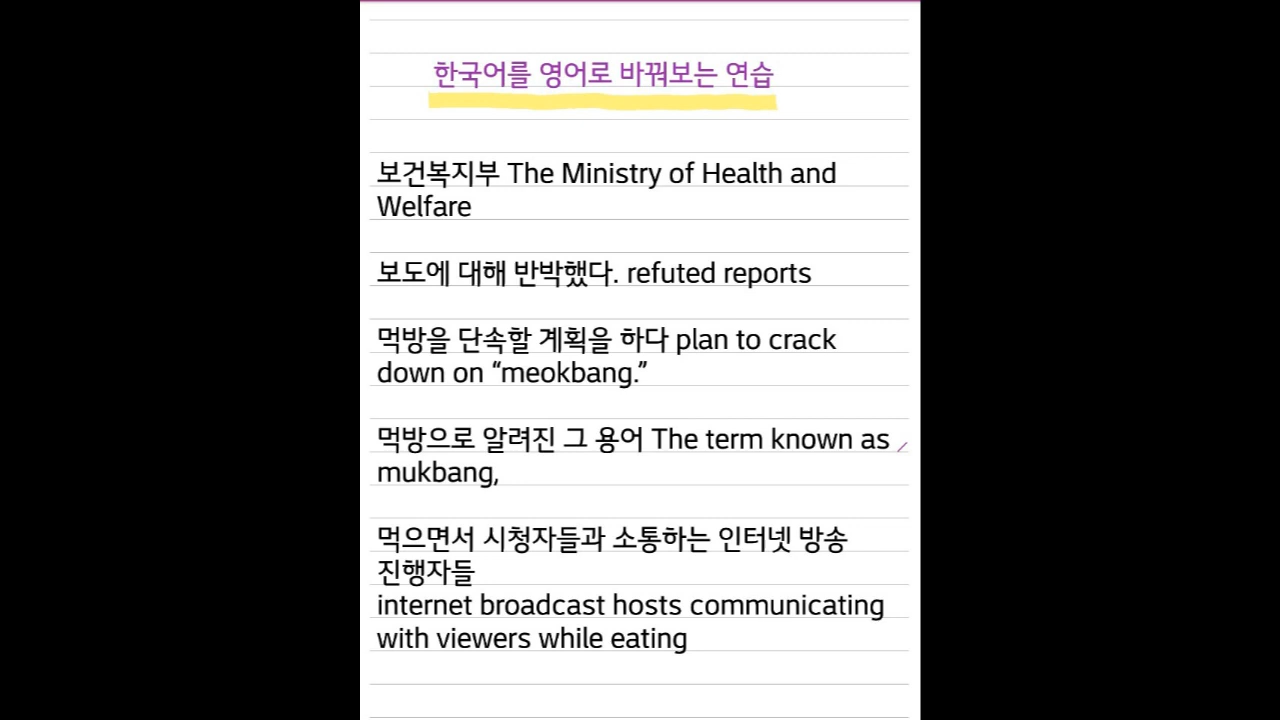 한국어를 영어로 바꿔보는 연습
보건복지부 The Ministry of Health and
Welfare
보도에 대해 반박했다. refuted reports
먹방을 단속할 계획을 하다 plan to crack
down on “meokbang.”
먹방으로 알려진 그 용어 The term known as
mukbang,
먹으면서 시청자들과 소통하는 인터넷 방송
진행자들
internet broadcast hosts communicating
with viewers while eating